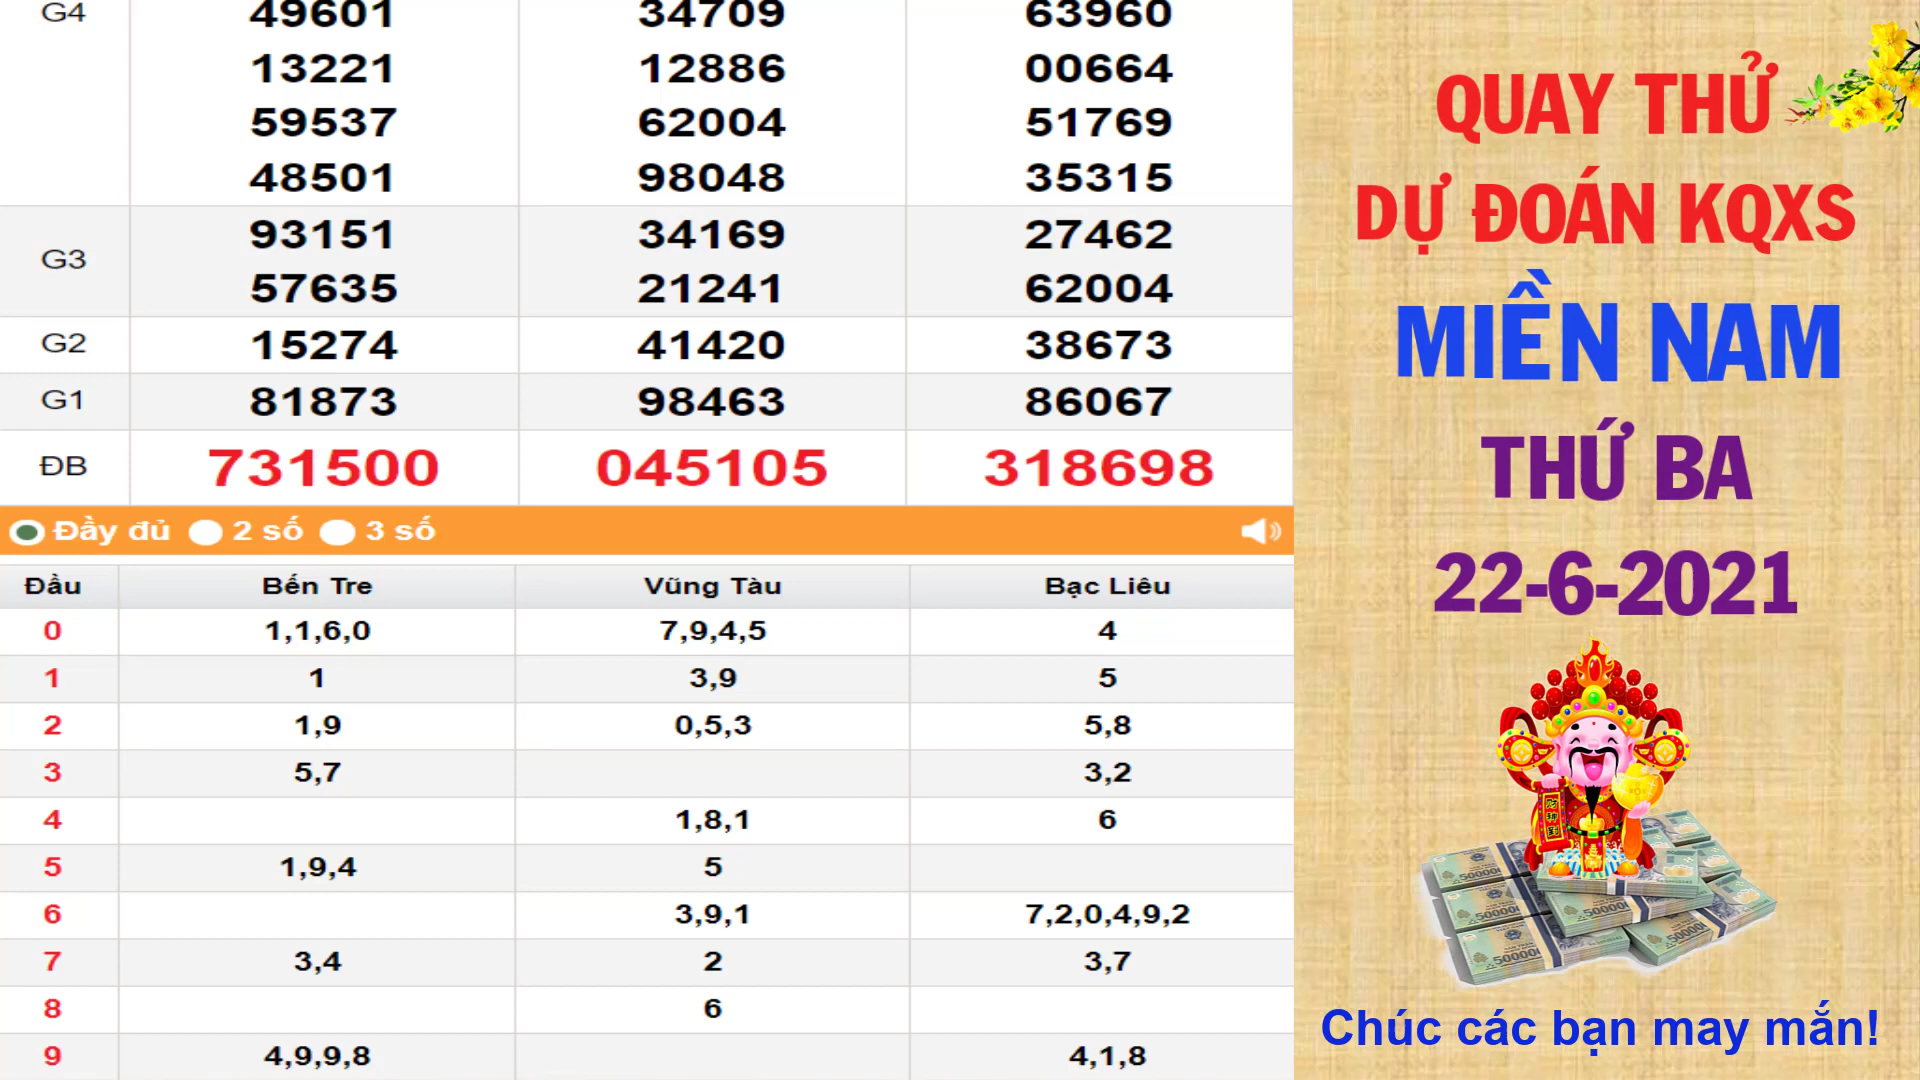 G4 49601 34709 63960
13221 12886 00664
59537 62004 51769
48501 98048 35315
G3 93151 34169 27462
57635 21241 62004
G2 15274 41420 38673
G1 81873 98463 86067
ĐB 731500 045105 318698
Đầy đủ 2 số 3 số
Đầu Bến Tre Vũng Tàu Bạc Liêu
0 1,1,6,0 7,9,4,5 4
1 1 3,9 5
2 1,9 0,5,3 5,8
3 5,7 3,2
4 1,8,1 6
5 1,9,4 5
6 3,9,1 7,2,0,4,9,2
7 3,4 2 3,7
8 6
9 4,9,9,8 4,1,8
QUAY THỬ
DỰ ĐOÁN KQXS
MIỀN NAM
THỨ BA
22-6-2021
Chúc các bạn may mắn!